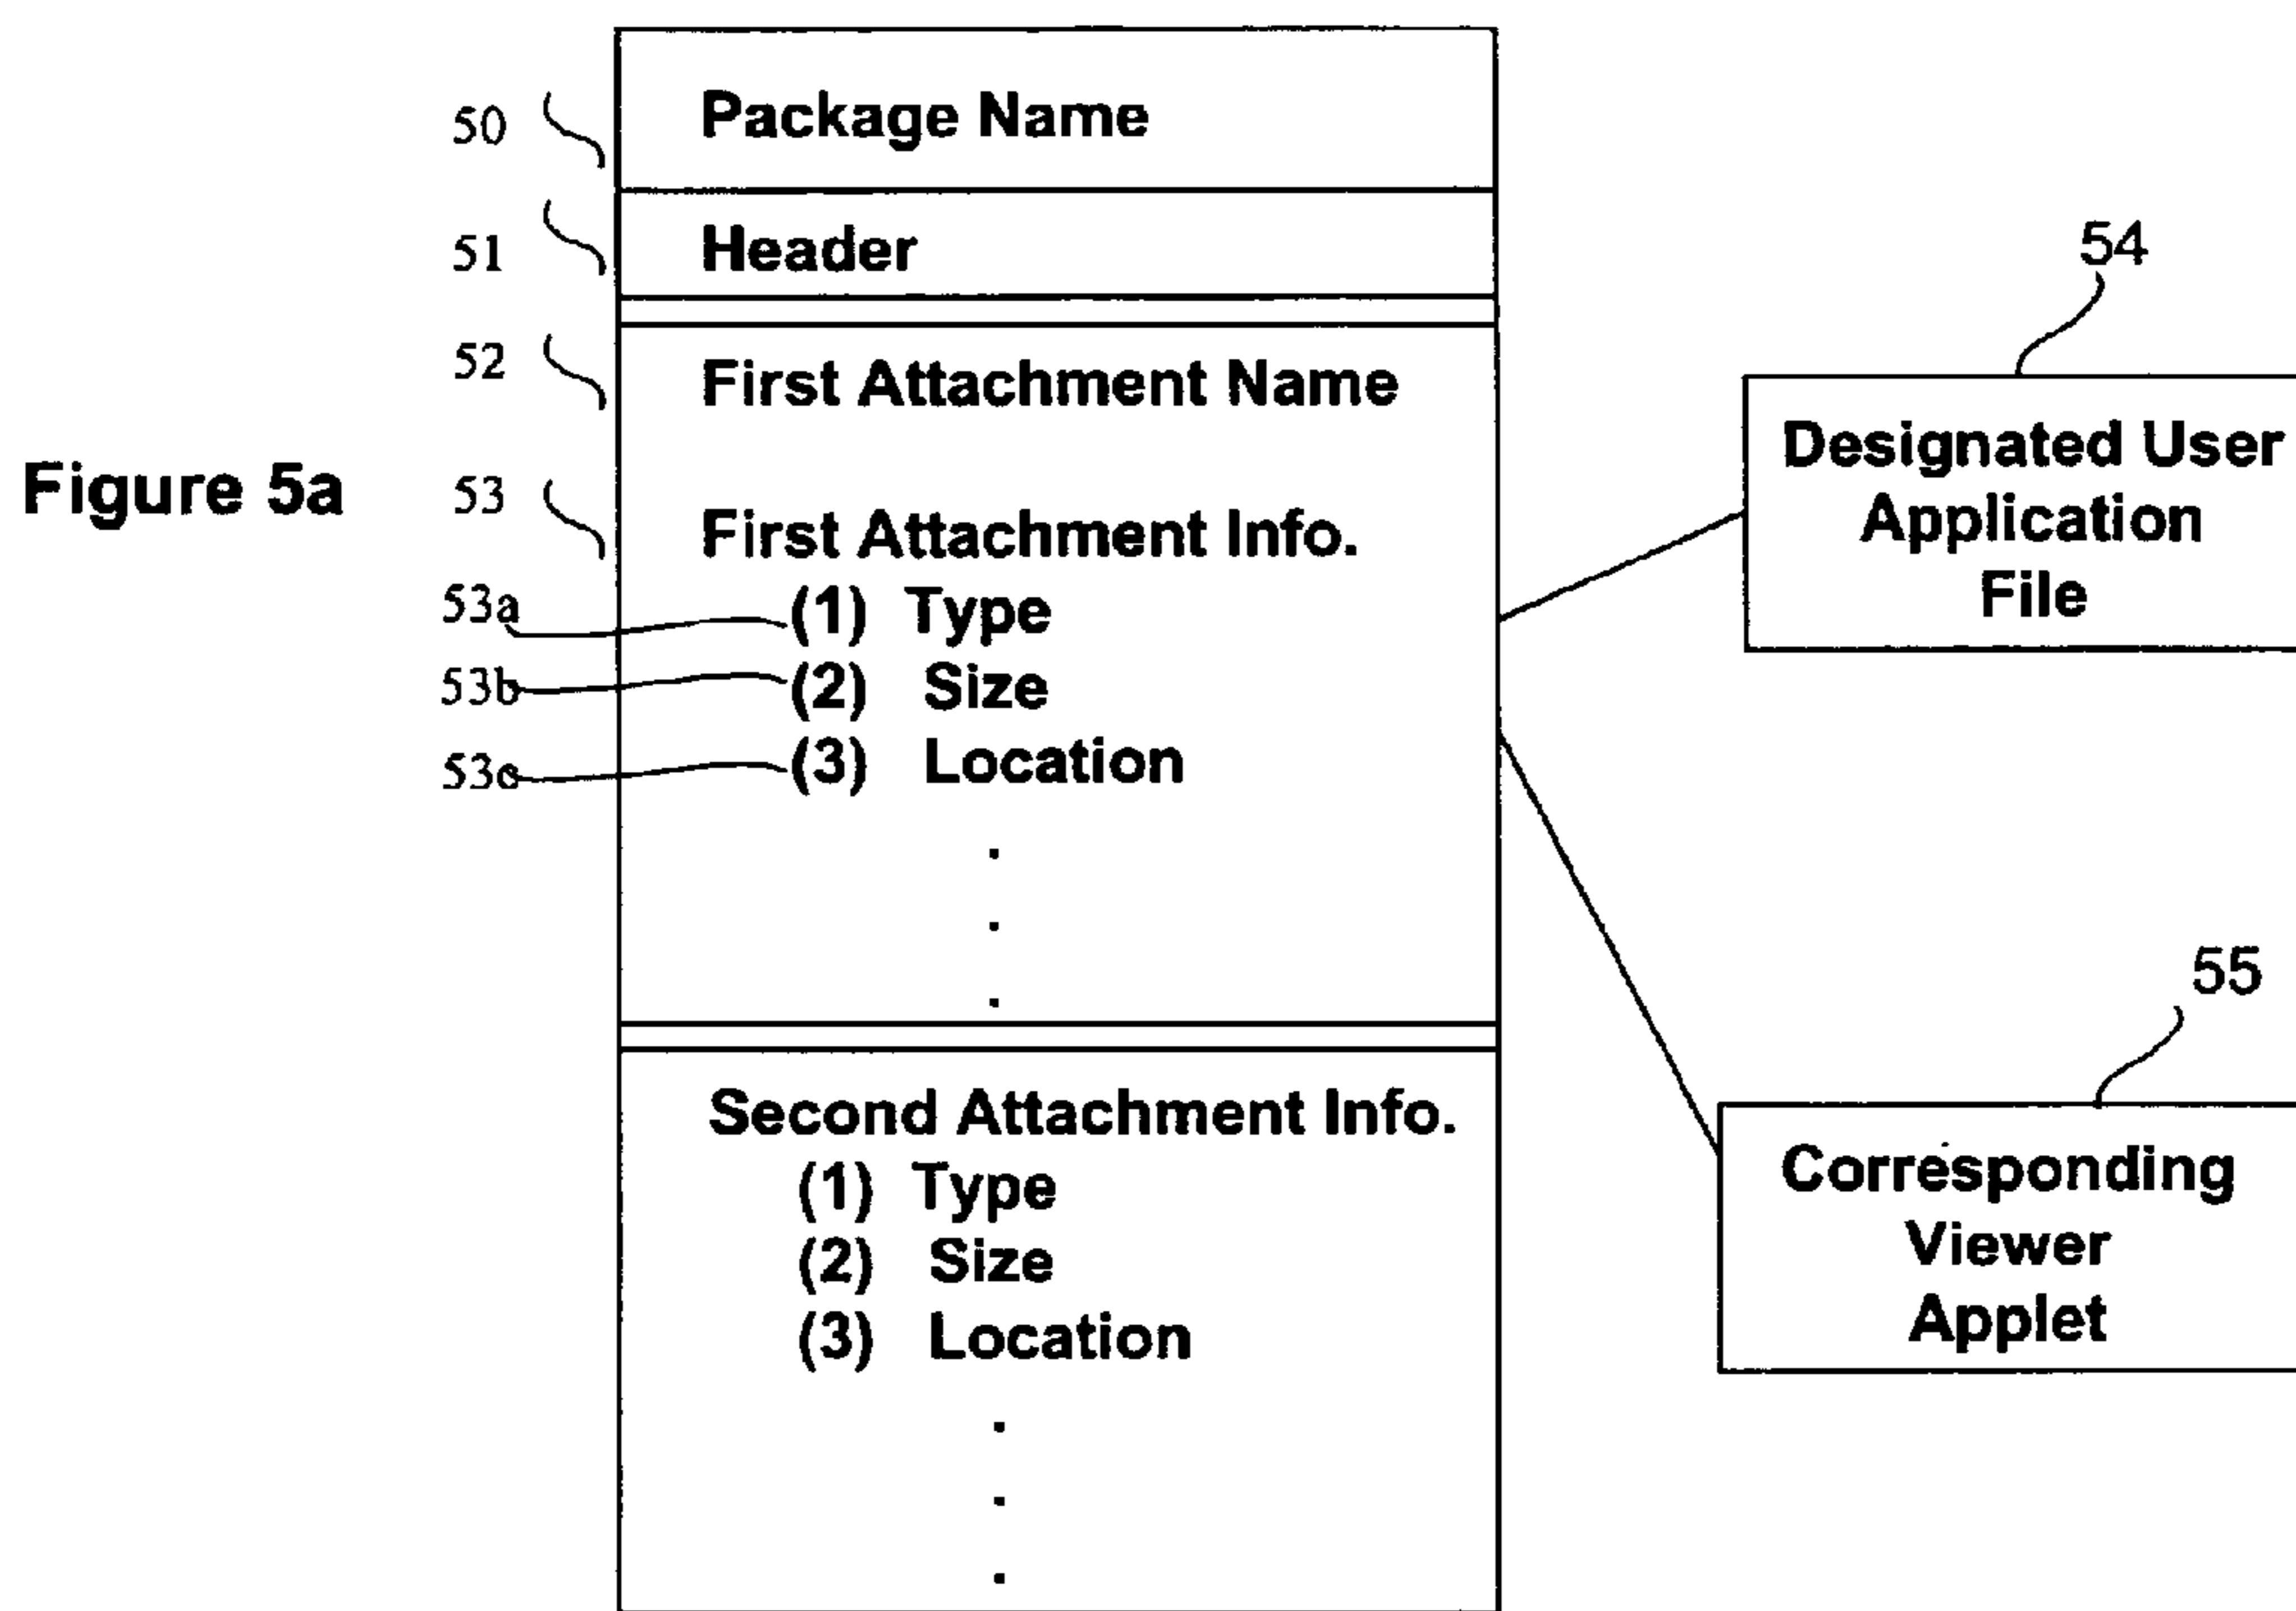 Figure 5a
50 Package Name
51 Header
52 First Attachment Name
53 First Attachment Info.
53a (1) Type
53b (2) Size
53c (3) Location
.
.
.
Second Attachment Info.
(1) Type
(2) Size
(3) Location
.
.
.
54
Designated User
Application
File
55
Corresponding
Viewer
Applet